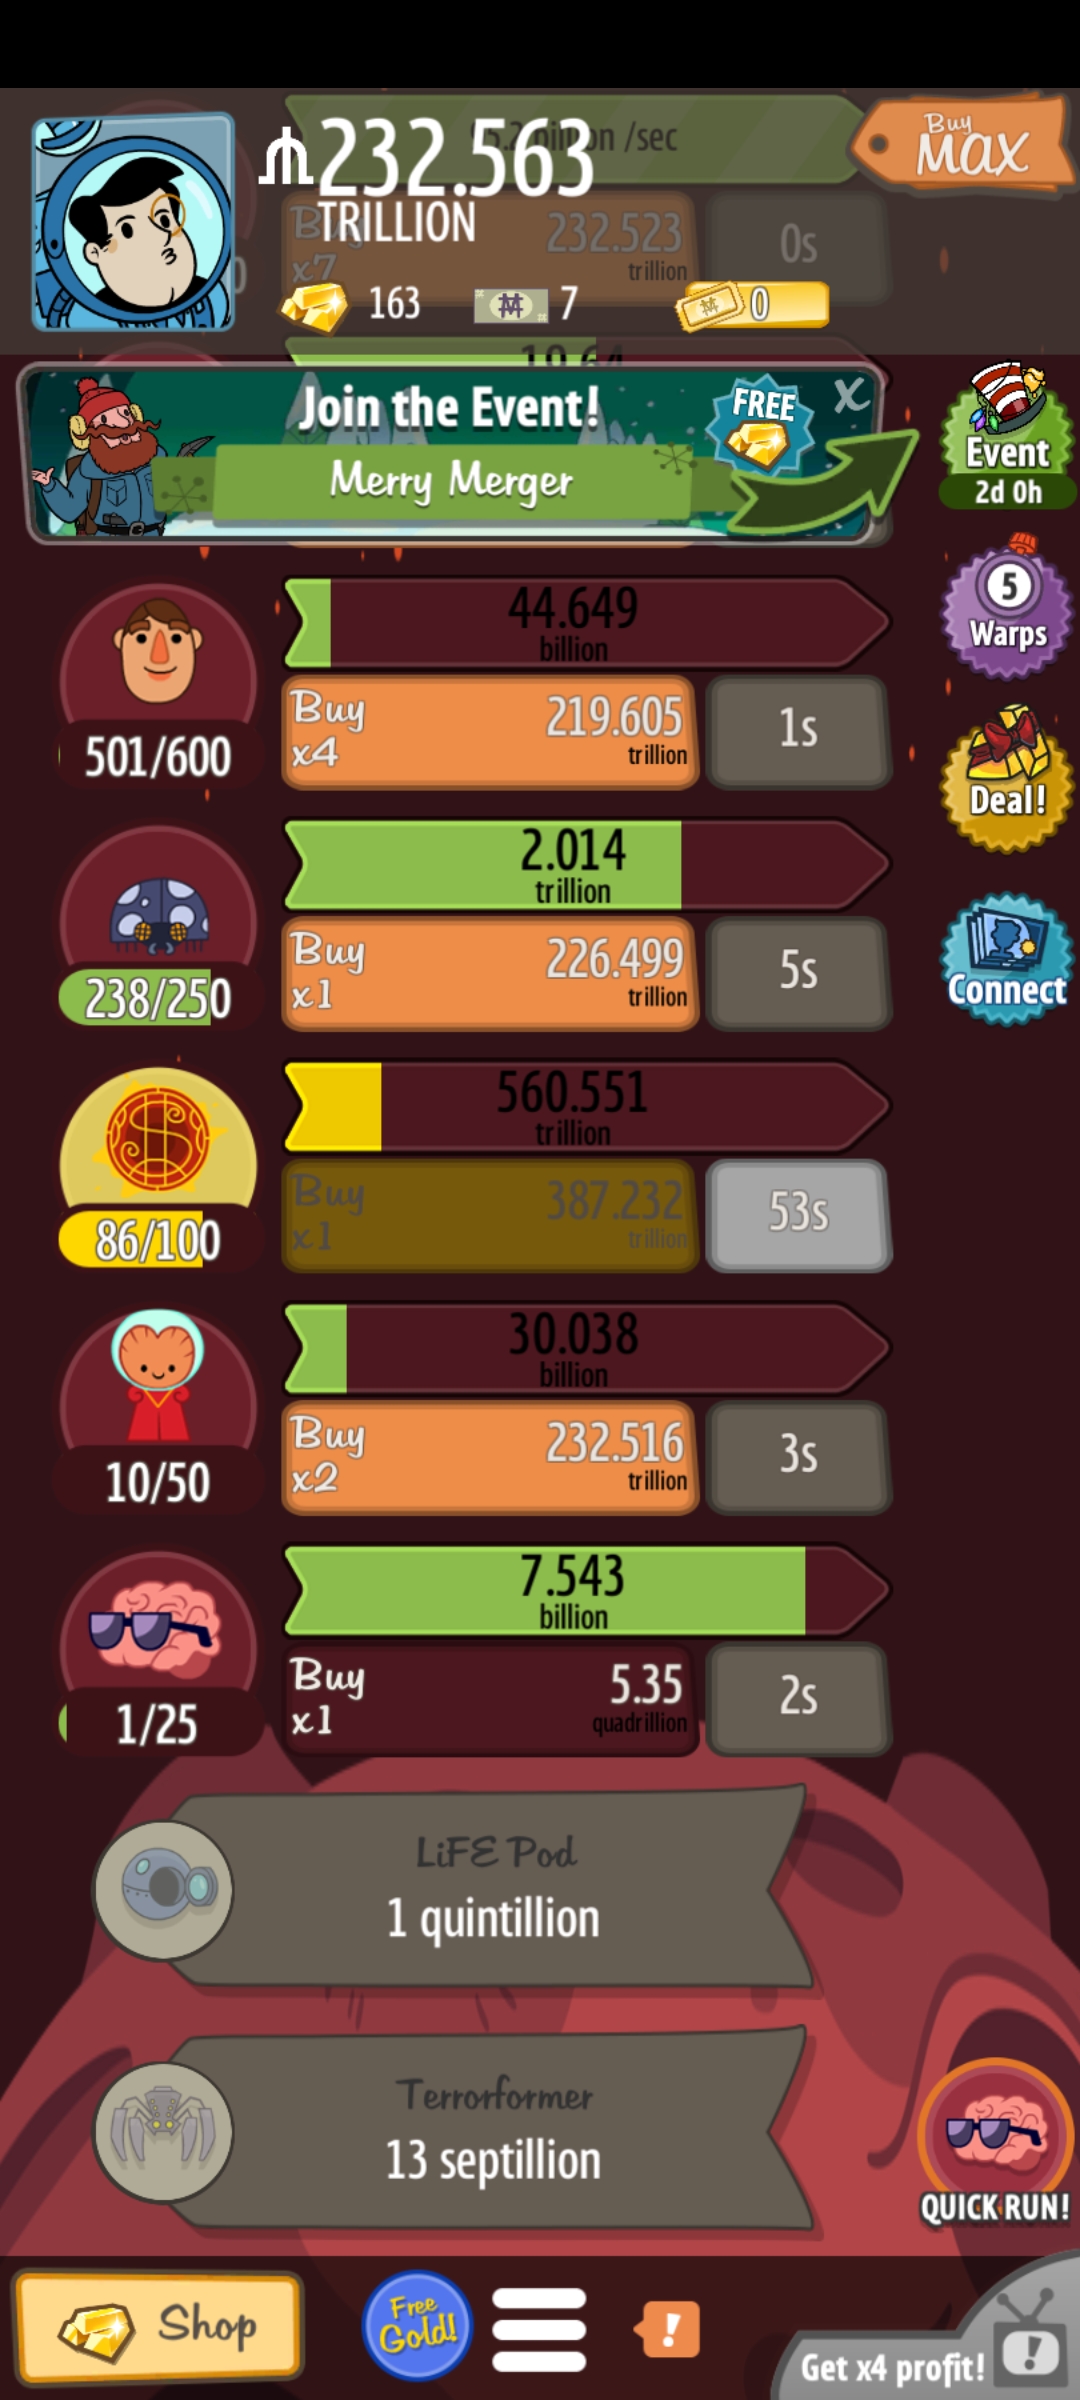 /sec
Buy
MAX
232.563
TRILLION
x7
232.523
trillion
0s
163
7
0
Join the Event!
FREE
X
Merry Merger
Event
2d 0h
44.649
billion
501/600
Buy
x4
219.605
trillion
1s
5
Warps
2.014
trillion
238/250
Buy
x1
226.499
trillion
5s
Deal!
Connect
560.551
trillion
86/100
Buy
x1
387.232
trillion
53s
30.038
billion
10/50
Buy
x2
232.516
trillion
3s
7.543
billion
1/25
Buy
x1
5.35
quadrillion
2s
LiFE Pod
1 quintillion
Terrorformer
13 septillion
QUICK RUN!
Shop
Free
Gold!
!
Get x4 profit!
!